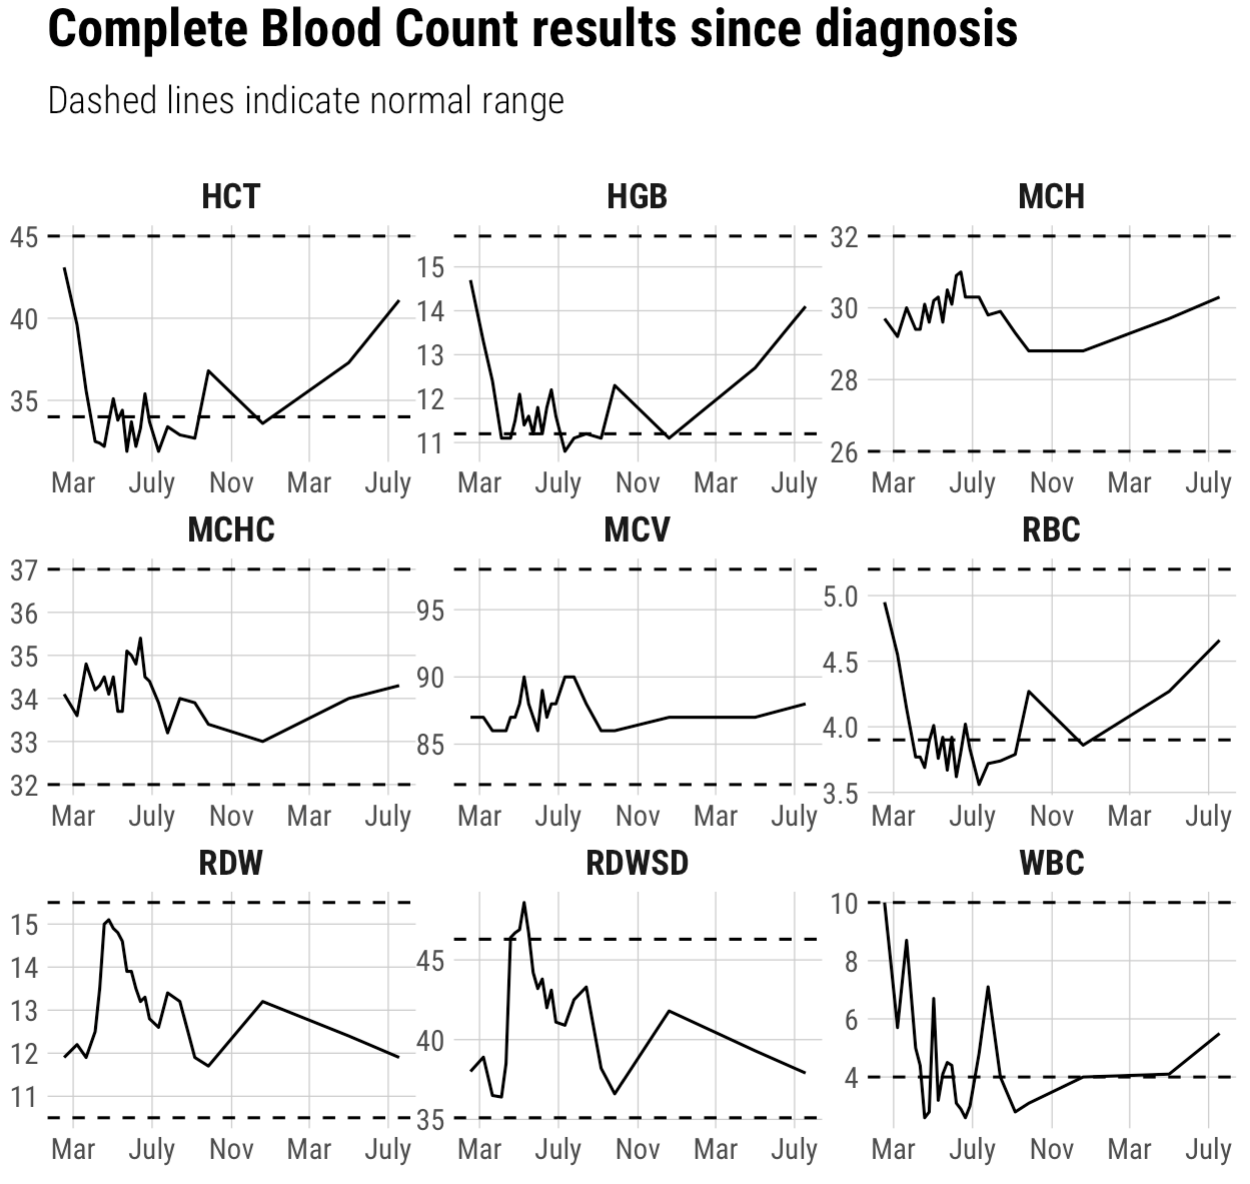 Complete Blood Count results since diagnosis
Dashed lines indicate normal range
HCT
45
40
35
Mar July Nov Mar July
HGB
15
14
13
12
11
Mar July Nov Mar July
MCH
32
30
28
26
Mar July Nov Mar July
MCHC
37
36
35
34
33
32
Mar July Nov Mar July
MCV
95
90
85
Mar July Nov Mar July
RBC
5.0
4.5
4.0
3.5
Mar July Nov Mar July
RDW
15
14
13
12
11
Mar July Nov Mar July
RDWSD
45
40
35
Mar July Nov Mar July
WBC
10
8
6
4
Mar July Nov Mar July